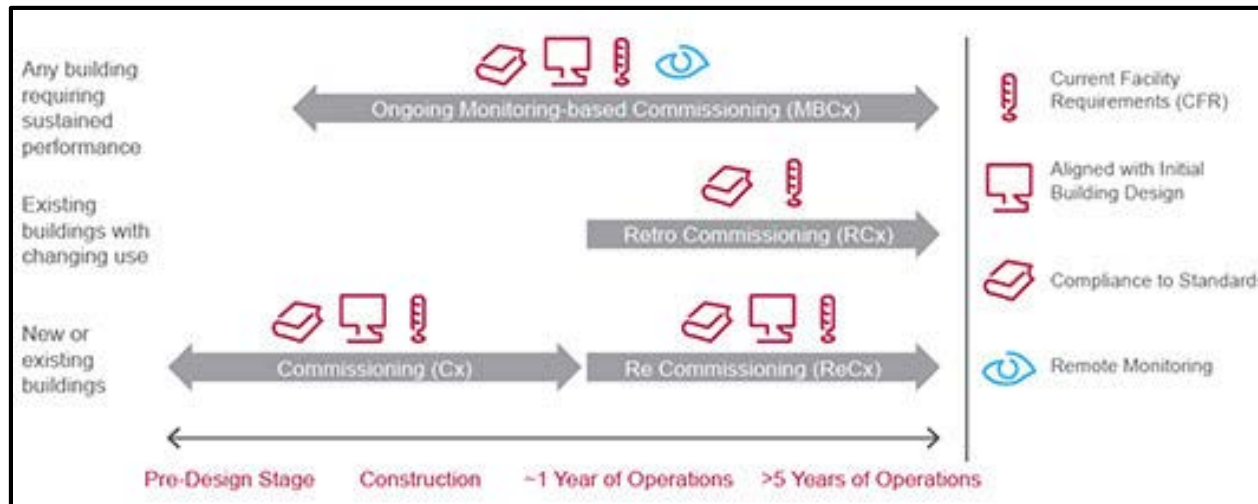 Any building
requiring
sustained
performance
Ongoing Monitoring-based Commissioning (MBCx)
Existing
buildings with
changing use
Retro Commissioning (RCx)
New or
existing
buildings
Commissioning (Cx)
Re Commissioning (ReCx)
Pre-Design Stage
Construction
~1 Year of Operations
>5 Years of Operations
Current Facility
Requirements (CFR)
Aligned with Initial
Building Design
Compliance to Standard
Remote Monitoring